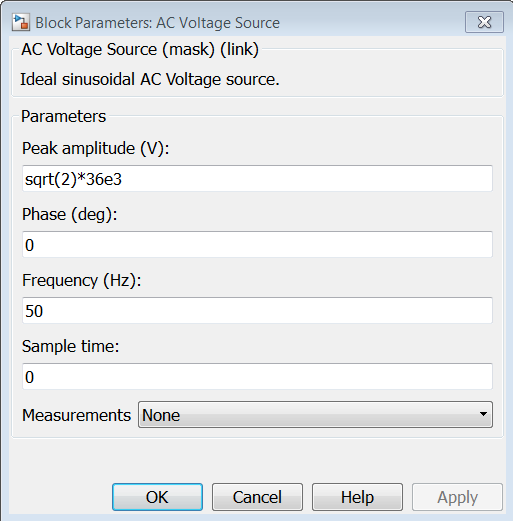 Block Parameters: AC Voltage Source
AC Voltage Source (mask) (link)
Ideal sinusoidal AC Voltage source.
Parameters
Peak amplitude (V):
sqrt(2)*36e3
Phase (deg):
0
Frequency (Hz):
50
Sample time:
0
Measurements None
OK Cancel Help Apply